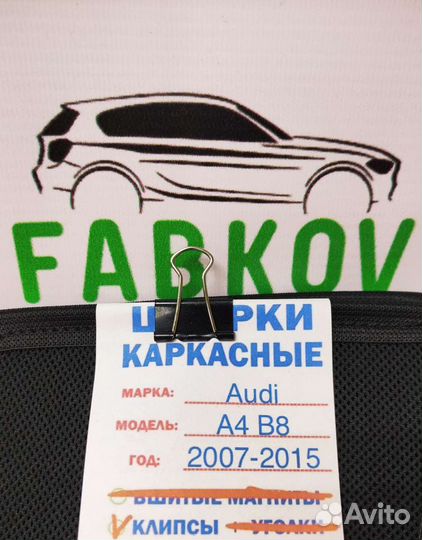 FABKOV
КАРКАСНЫЕ
МАРКА: Audi
МОДЕЛЬ: A4 B8
ГОД: 2007-2015
ВШИТЫЕ МАГНИТЫ
КЛИПСЫ + УГОЛКИ
Avito